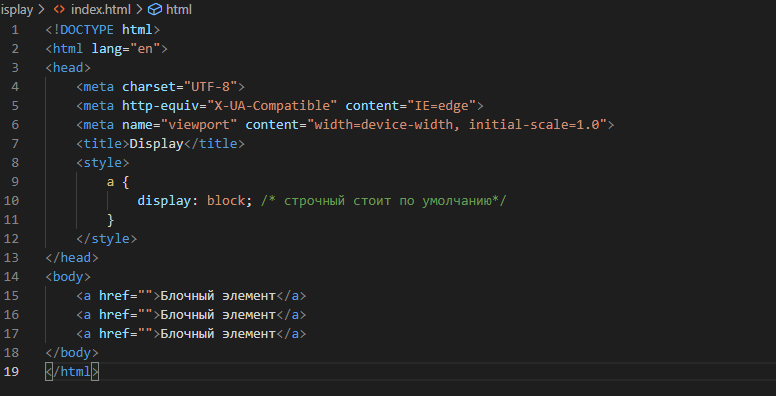 isplay > index.html > html
1 <!DOCTYPE html>
2 <html lang="en">
3 <head>
4 <meta charset="UTF-8">
5 <meta http-equiv="X-UA-Compatible" content="IE=edge">
6 <meta name="viewport" content="width=device-width, initial-scale=1.0">
7 <title>Display</title>
8 <style>
9 a {
10 display: block; /* строчный стоит по умолчанию*/
11 }
12 </style>
13 </head>
14 <body>
15 <a href="">Блочный элемент</a>
16 <a href="">Блочный элемент</a>
17 <a href="">Блочный элемент</a>
18 </body>
19 </html>